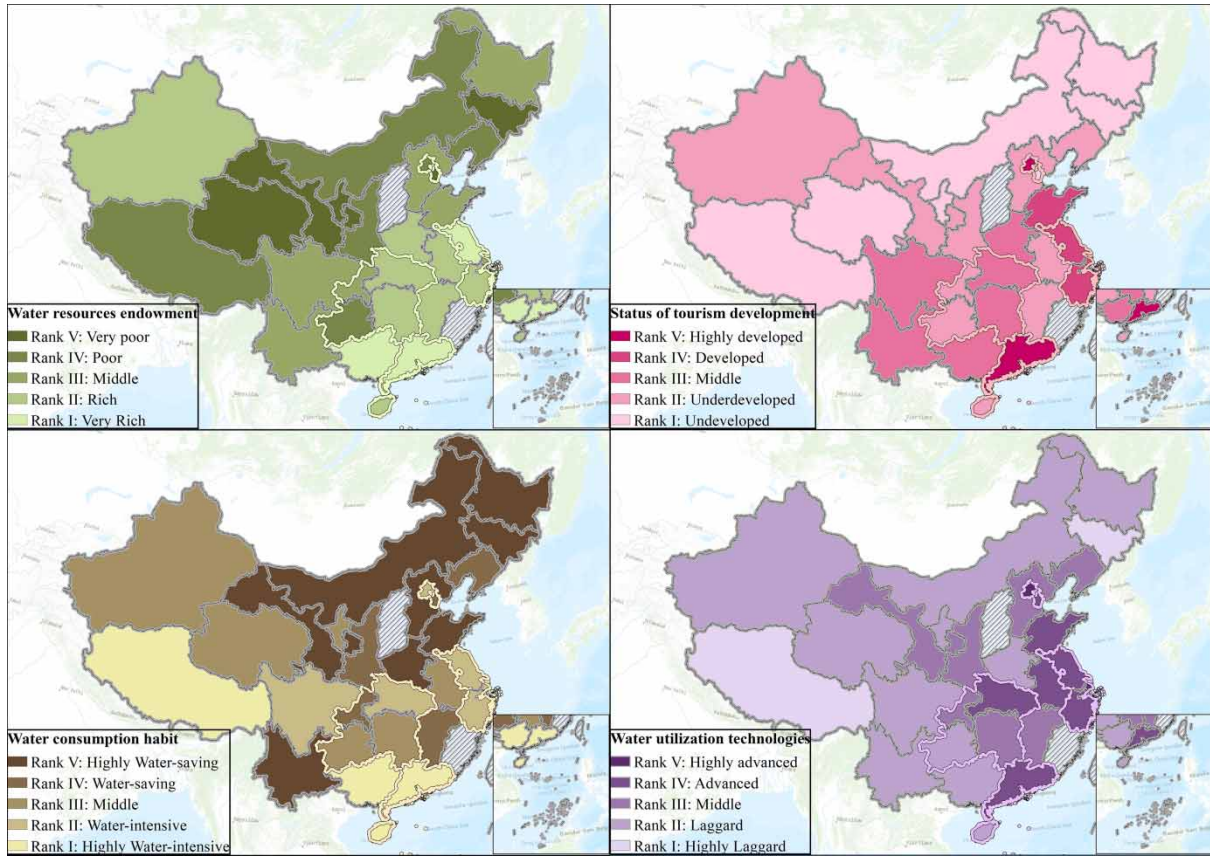 Water resources endowment
Rank V: Very poor
Rank IV: Poor
Rank III: Middle
Rank II: Rich
Rank I: Very Rich
Status of tourism development
Rank V: Highly developed
Rank IV: Developed
Rank III: Middle
Rank II: Underdeveloped
Rank I: Undeveloped
Water consumption habit
Rank V: Highly Water-saving
Rank IV: Water-saving
Rank III: Middle
Rank II: Water-intensive
Rank I: Highly Water-intensive
Water utilization technologies
Rank V: Highly advanced
Rank IV: Advanced
Rank III: Middle
Rank II: Laggard
Rank I: Highly Laggard